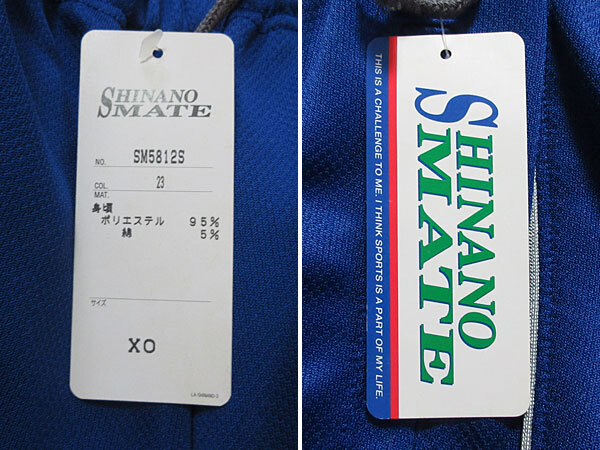 SHINANO
MATE
NO. SM5812S
COL. 23
MAT.
身頃
ポリエステル 95%
綿 5%
サイズ
XO
LA SHINANO-3
THIS IS A CHALLENGE TO ME. I THINK SPORTS IS A PART OF MY LIFE.
SHINANO
MATE